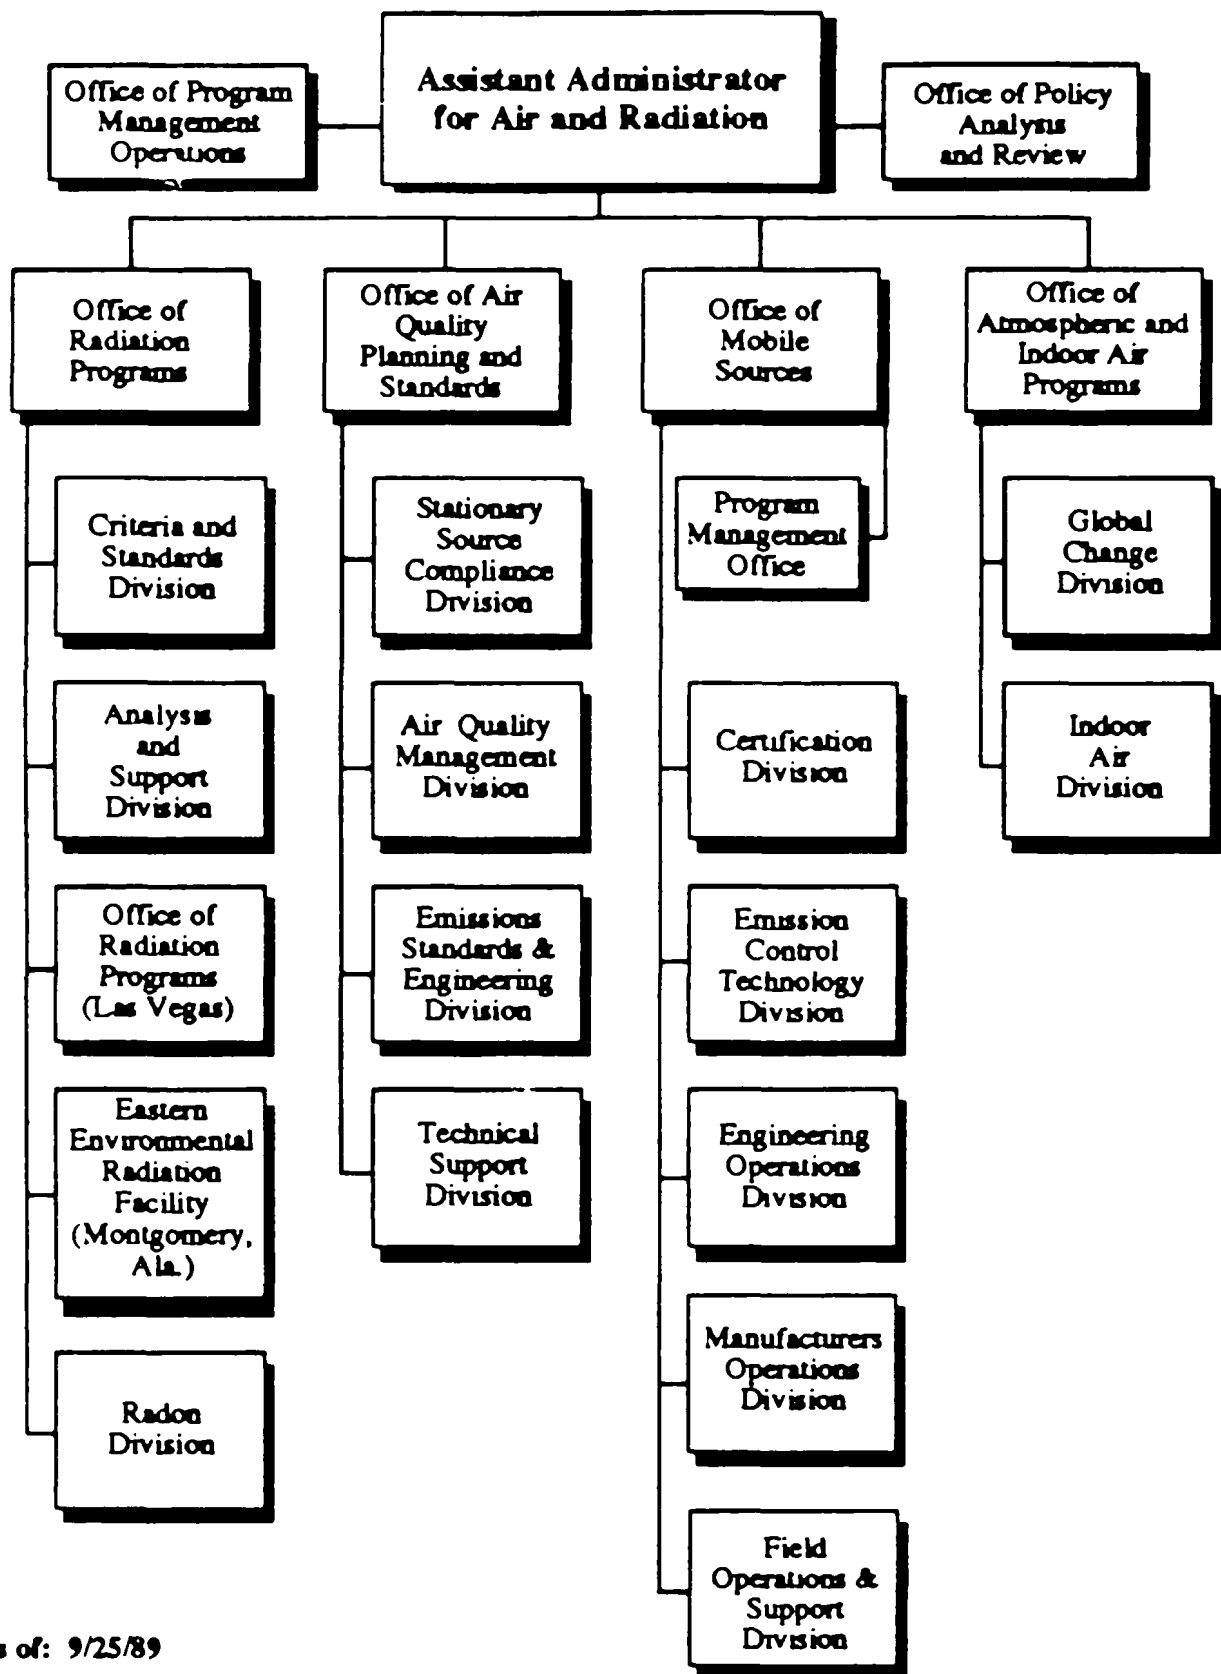 Assistant Administrator
for Air and Radiation
Office of Program
Management
Operations
Office of Policy
Analysis
and Review
Office of
Radiation
Programs
Office of Air
Quality
Planning and
Standards
Office of
Mobile
Sources
Office of
Atmospheric and
Indoor Air
Programs
Criteria and
Standards
Division
Analysis
and
Support
Division
Office of
Radiation
Programs
(Las Vegas)
Eastern
Environmental
Radiation
Facility
(Montgomery,
Ala.)
Radon
Division
Stationary
Source
Compliance
Division
Air Quality
Management
Division
Emissions
Standards &
Engineering
Division
Technical
Support
Division
Program
Management
Office
Certification
Division
Emission
Control
Technology
Division
Engineering
Operations
Division
Manufacturers
Operations
Division
Field
Operations &
Support
Division
Global
Change
Division
Indoor
Air
Division
s of: 9/25/89